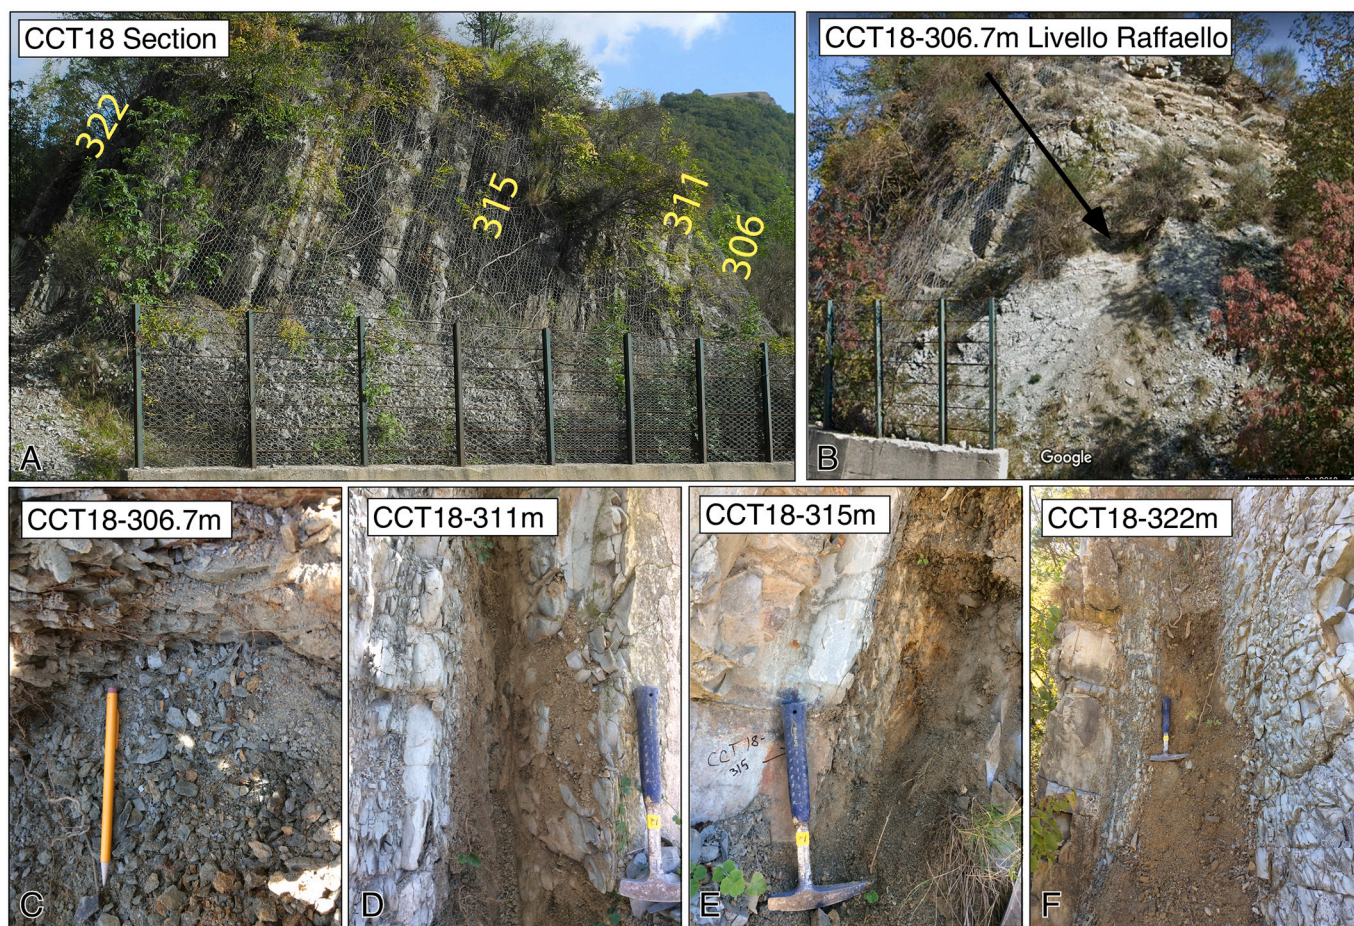 CCT18 Section
322
315
311
306
A
CCT18-306.7m Livello Raffaello
B
Google
CCT18-306.7m
C
CCT18-311m
D
CCT18-315m
CCT 18-
315
E
CCT18-322m
F